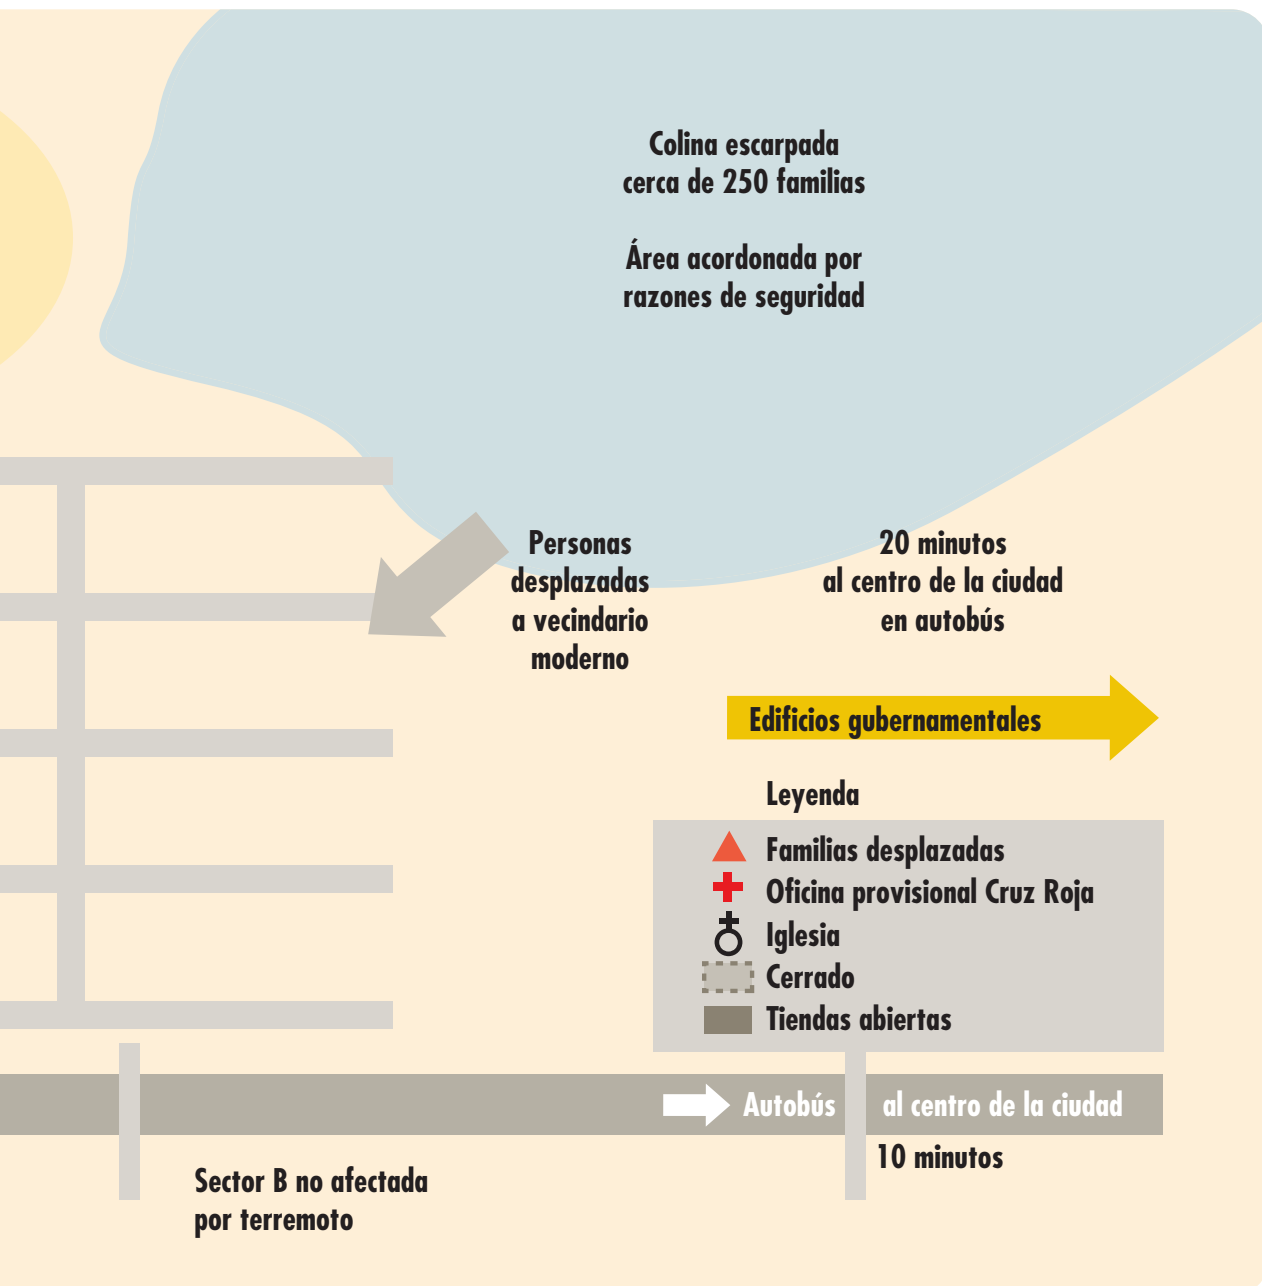 Colina escarpada
cerca de 250 familias
Área acordonada por
razones de seguridad
Personas
desplazadas
a vecindario
moderno
20 minutos
al centro de la ciudad
en autobús
Edificios gubernamentales
Leyenda
Familias desplazadas
Oficina provisional Cruz Roja
Iglesia
Cerrado
Tiendas abiertas
Autobús al centro de la ciudad
10 minutos
Sector B no afectada
por terremoto